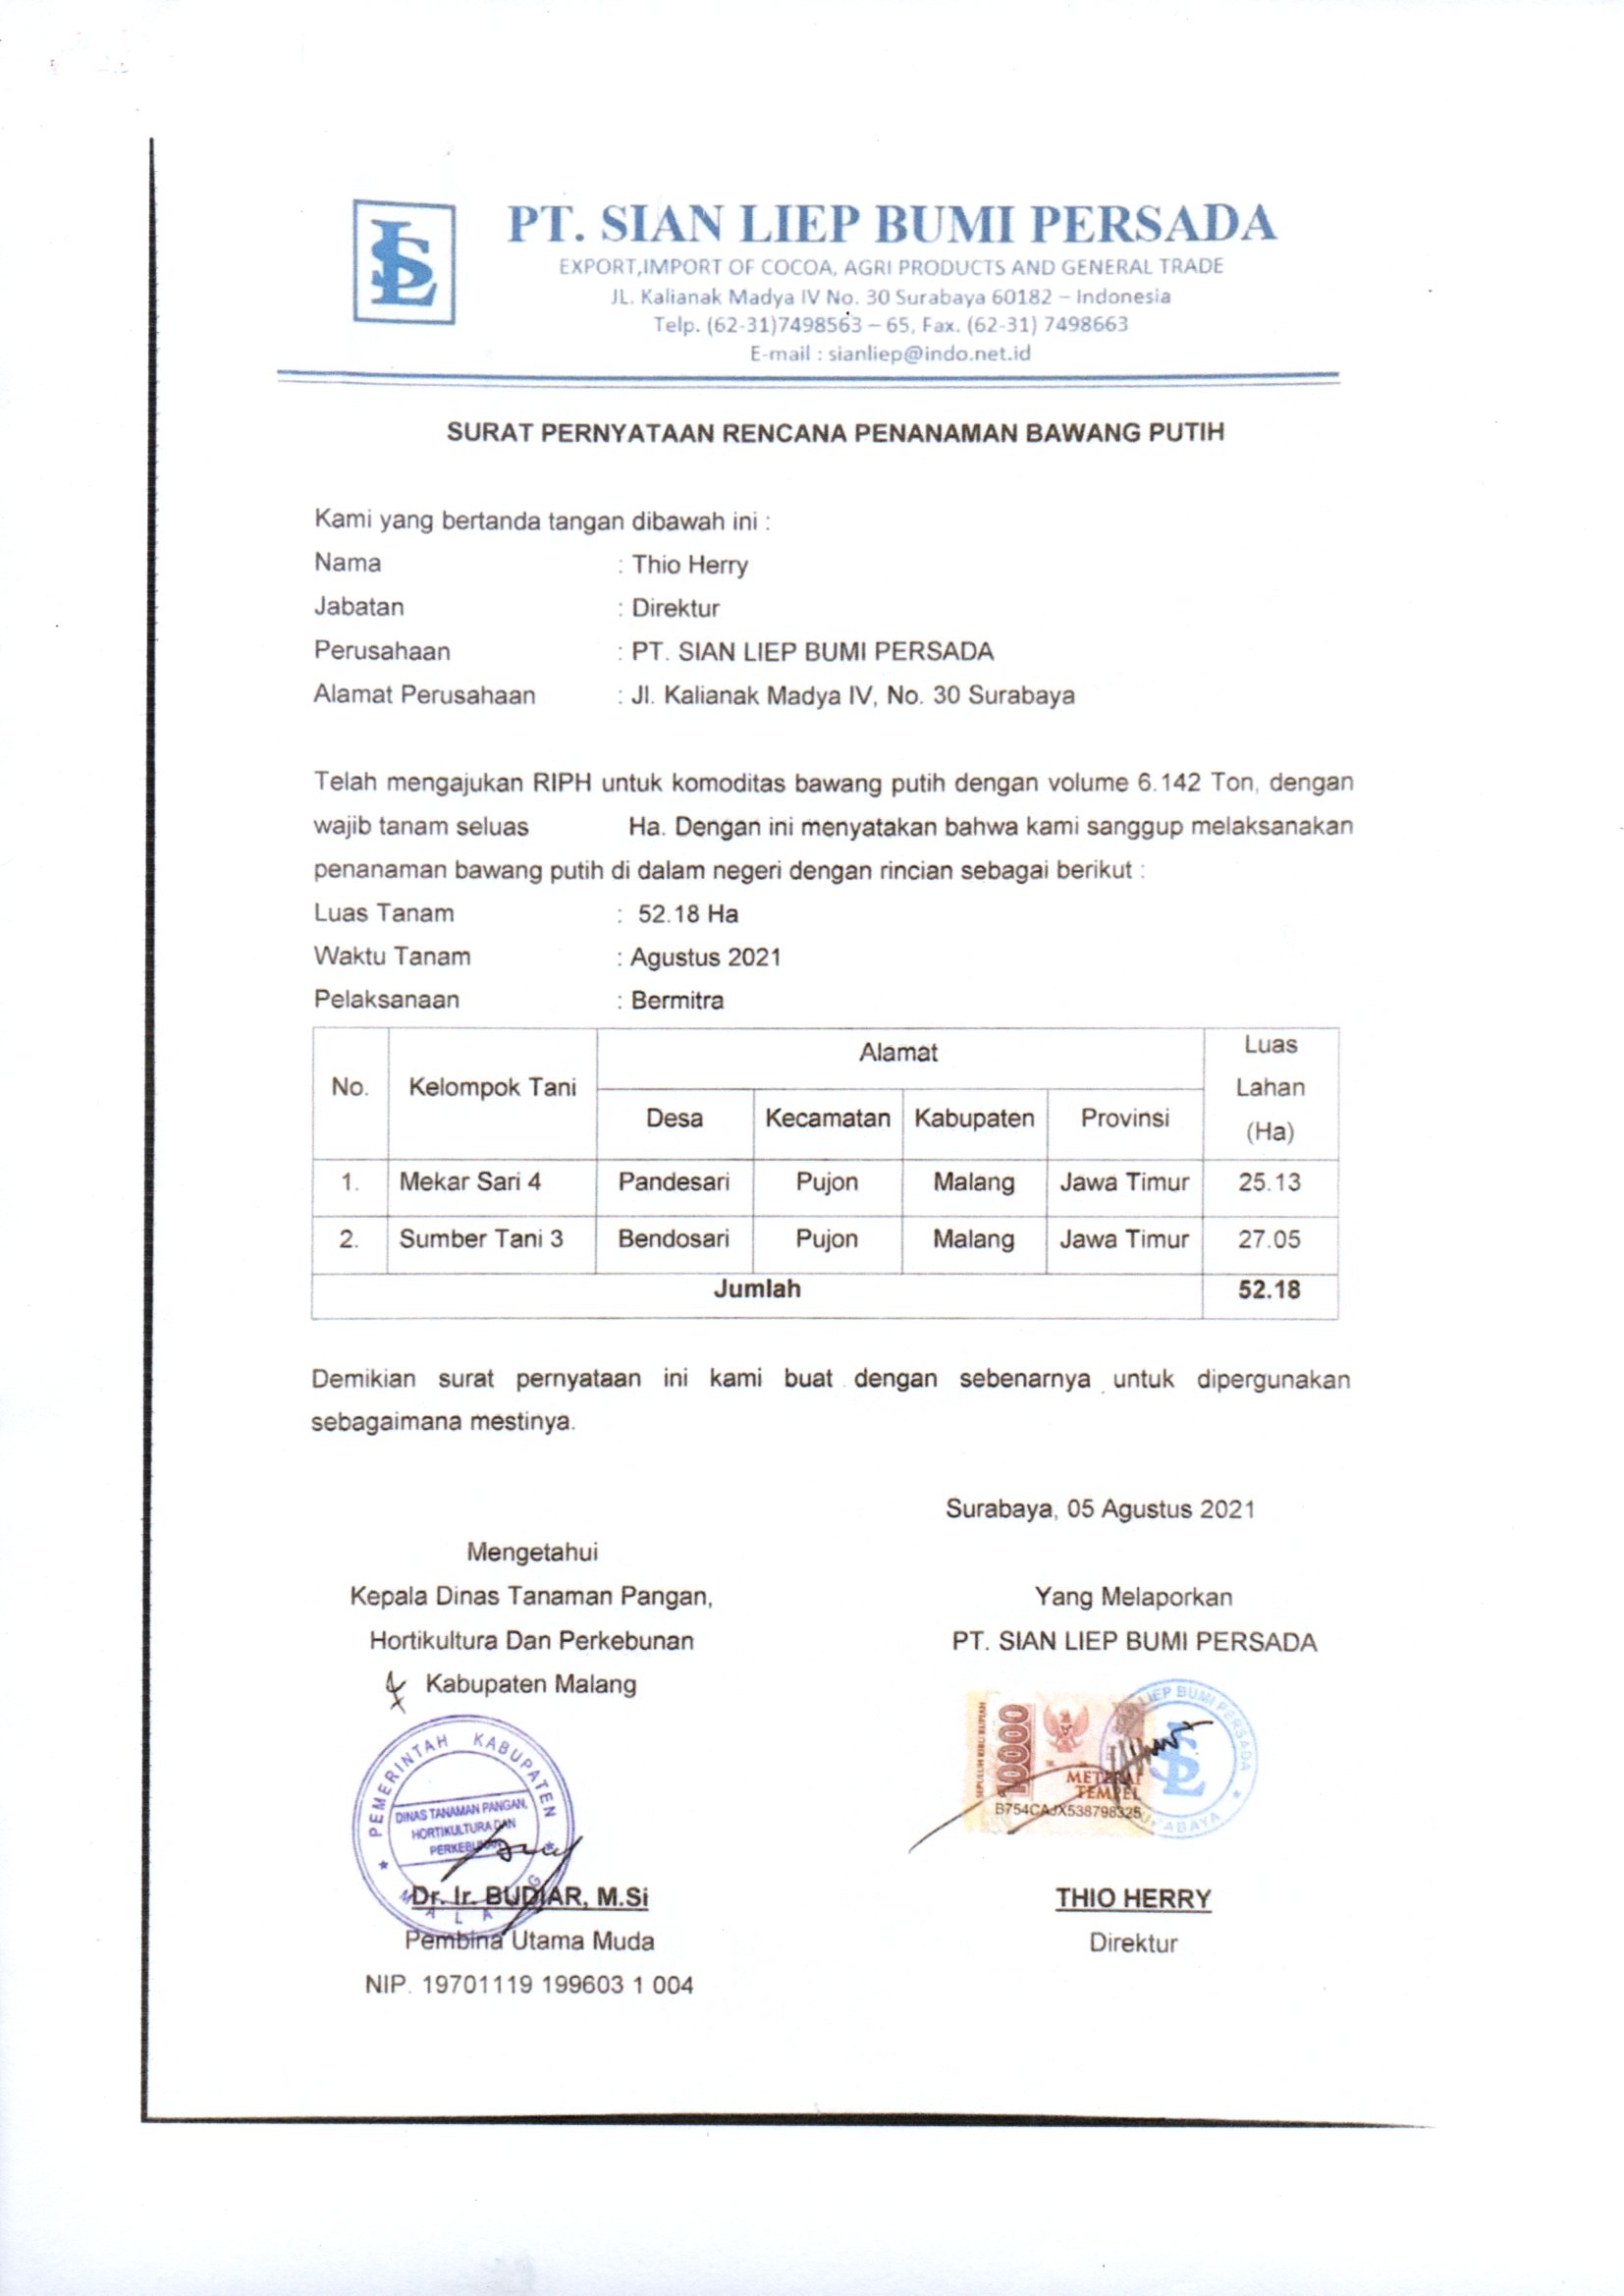 PT. SIAN LIEP BUMI PERSADA
EXPORT,IMPORT OF COCOA, AGRI PRODUCTS AND GENERAL TRADE
JL. Kalianak Madya IV No. 30 Surabaya 60182 – Indonesia
Telp. (62-31)7498563 – 65, Fax. (62-31) 7498663
E-mail : sianliep@indo.net.id
SURAT PERNYATAAN RENCANA PENANAMAN BAWANG PUTIH
Kami yang bertanda tangan dibawah ini :
Nama : Thio Herry
Jabatan : Direktur
Perusahaan : PT. SIAN LIEP BUMI PERSADA
Alamat Perusahaan : Jl. Kalianak Madya IV, No. 30 Surabaya
Telah mengajukan RIPH untuk komoditas bawang putih dengan volume 6.142 Ton, dengan
wajib tanam seluas Ha. Dengan ini menyatakan bahwa kami sanggup melaksanakan
penanaman bawang putih di dalam negeri dengan rincian sebagai berikut :
Luas Tanam : 52.18 Ha
Waktu Tanam : Agustus 2021
Pelaksanaan : Bermitra
No. Kelompok Tani Alamat Luas Lahan (Ha)
Desa Kecamatan Kabupaten Provinsi
1. Mekar Sari 4 Pandesari Pujon Malang Jawa Timur 25.13
2. Sumber Tani 3 Bendosari Pujon Malang Jawa Timur 27.05
Jumlah 52.18
Demikian surat pernyataan ini kami buat dengan sebenarnya untuk dipergunakan
sebagaimana mestinya.
Surabaya, 05 Agustus 2021
Mengetahui
Kepala Dinas Tanaman Pangan,
Hortikultura Dan Perkebunan
Kabupaten Malang
Yang Melaporkan
PT. SIAN LIEP BUMI PERSADA
PEMERINTAH KABUPATEN
DINAS TANAMAN PANGAN,
HORTIKULTURA DAN
PERKEBUNAN
MALANG
SEPULUH RIBU RUPIAH
10000
METERAI
TEMPEL
B754CAJX538798325
LIEP BUMI PERSADA
Dr. Ir. BUDIAR, M.Si
Pembina Utama Muda
NIP. 19701119 199603 1 004
THIO HERRY
Direktur